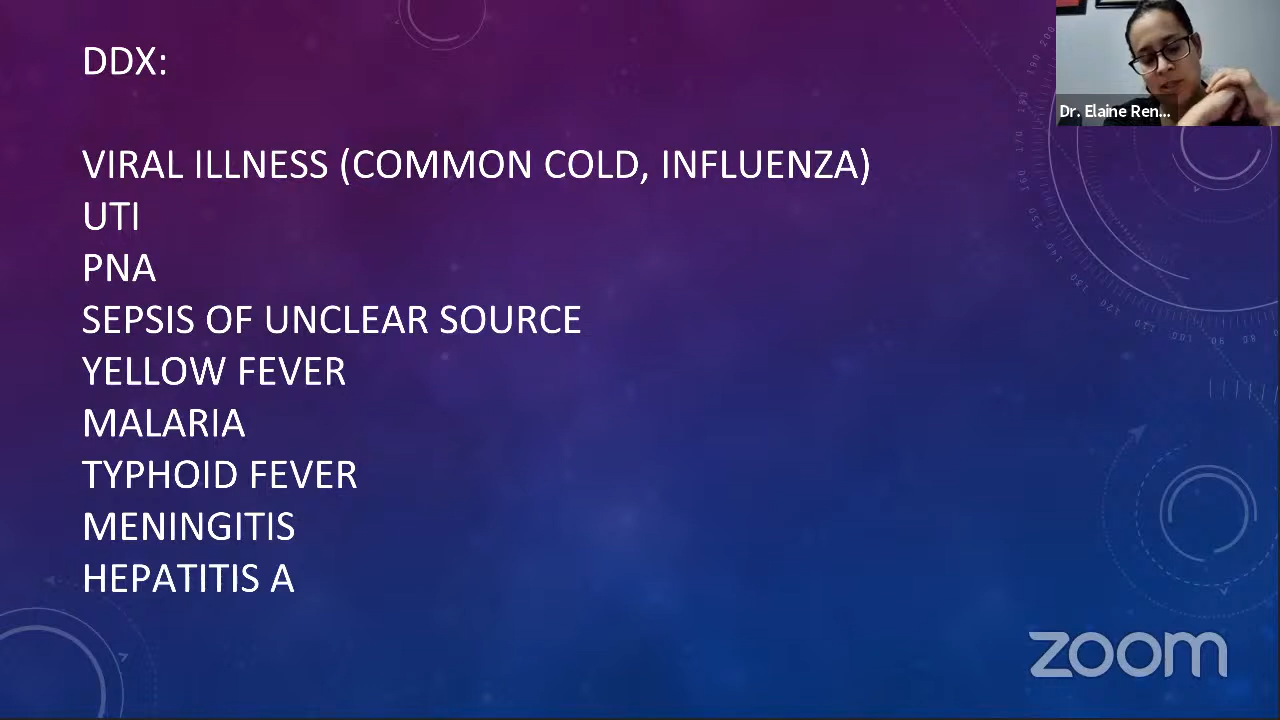 DDX:
VIRAL ILLNESS (COMMON COLD, INFLUENZA)
UTI
PNA
SEPSIS OF UNCLEAR SOURCE
YELLOW FEVER
MALARIA
TYPHOID FEVER
MENINGITIS
HEPATITIS A
Dr. Elaine Ren...
zoom